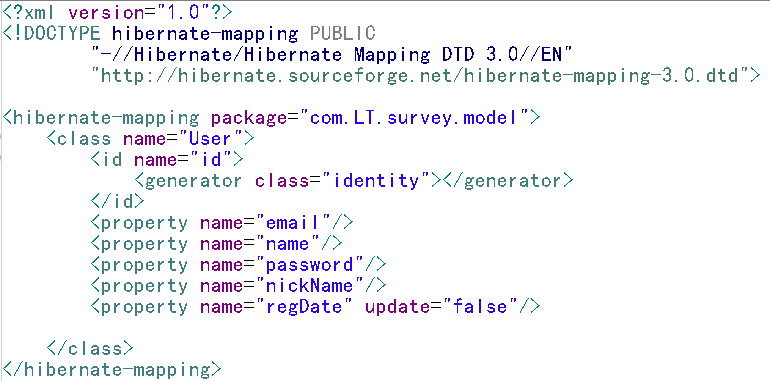 <?xml version="1.0"?>
<!DOCTYPE hibernate-mapping PUBLIC
        "-//Hibernate/Hibernate Mapping DTD 3.0//EN"
        "http://hibernate.sourceforge.net/hibernate-mapping-3.0.dtd">
<hibernate-mapping package="com.LT.survey.model">
    <class name="User">
        <id name="id">
            <generator class="identity"></generator>
        </id>
        <property name="email"/>
        <property name="name"/>
        <property name="password"/>
        <property name="nickName"/>
        <property name="regDate" update="false"/>
    </class>
</hibernate-mapping>